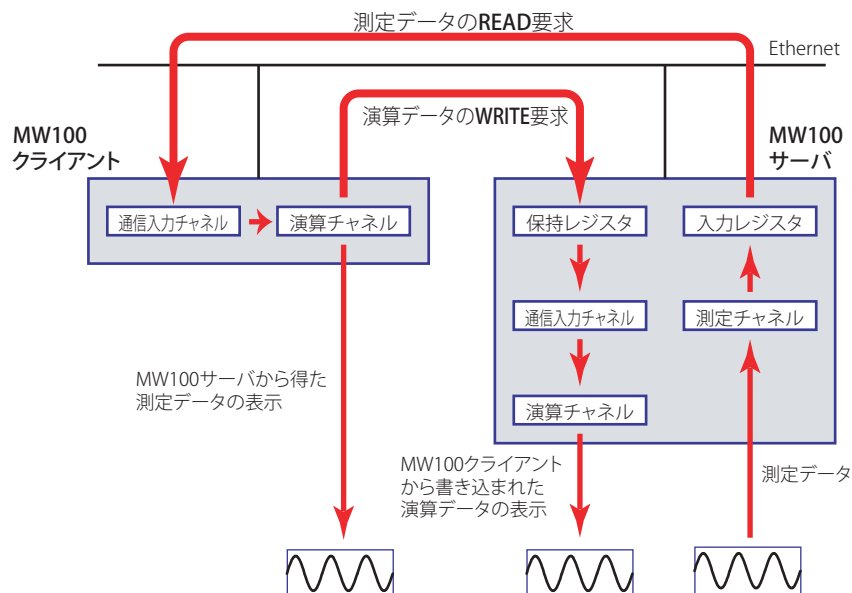 測定データのREAD要求
Ethernet
演算データのWRITE要求
MW100
クライアント
MW100
サーバ
通信入力チャネル
演算チャネル
保持レジスタ
入力レジスタ
通信入力チャネル
測定チャネル
演算チャネル
MW100サーバから得た
測定データの表示
MW100クライアント
から書き込まれた
演算データの表示
測定データ